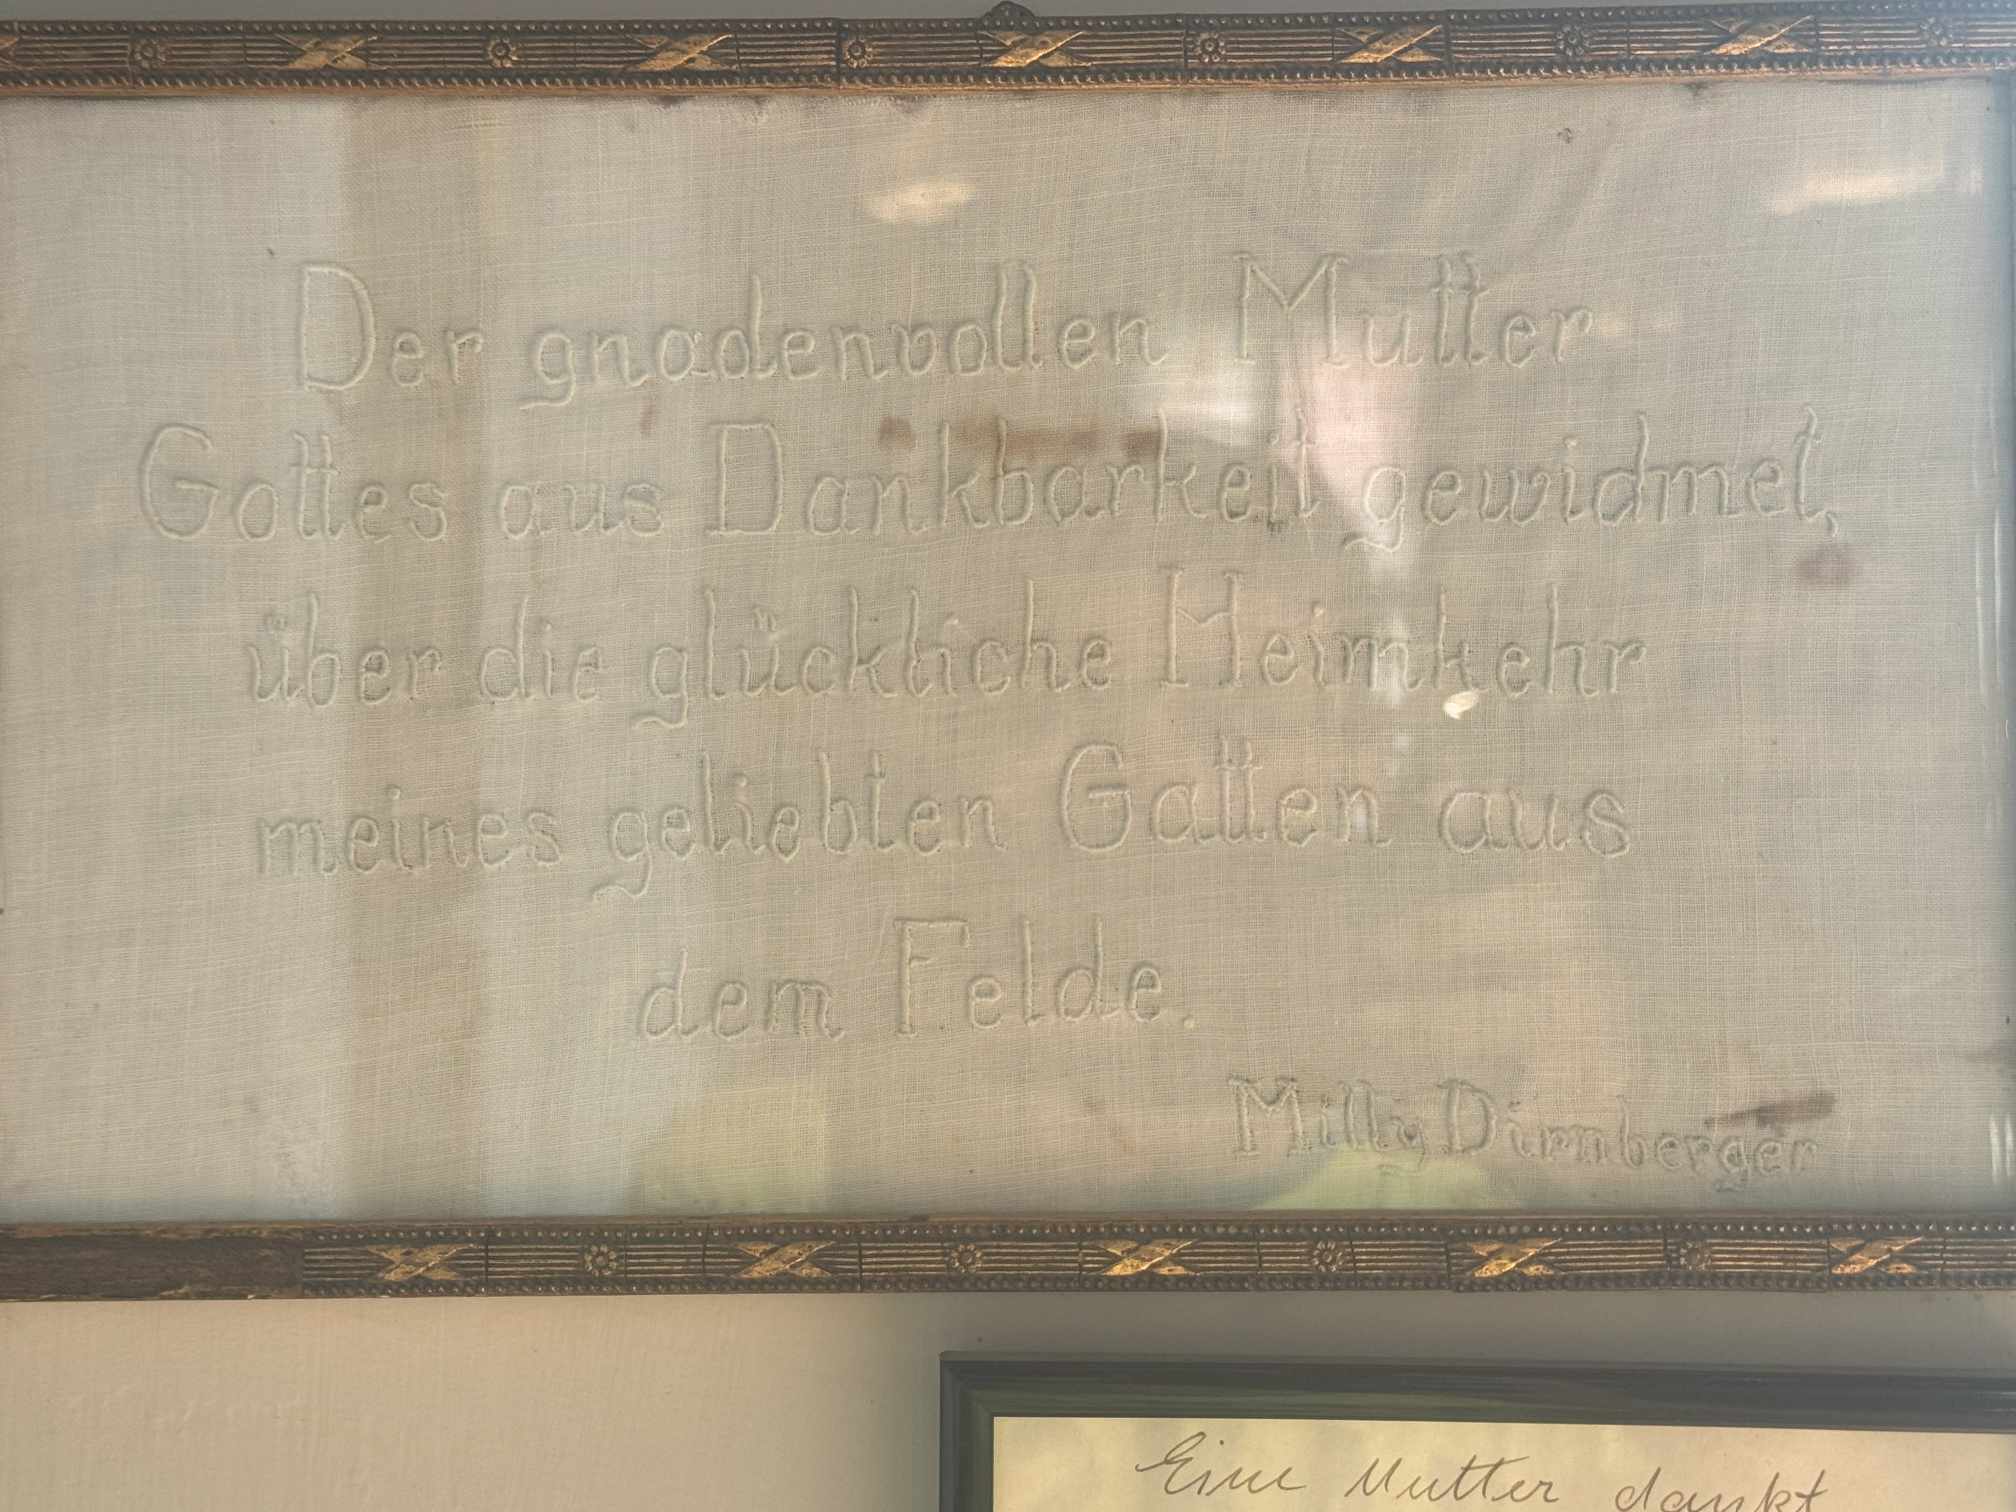 Der gnadenvollen Mutter
Gottes aus Dankbarkeit gewidmet,
über die glückliche Heimkehr
meines geliebten Gatten aus
dem Felde.
Milly Dirnberger
Eine Mutter dankt